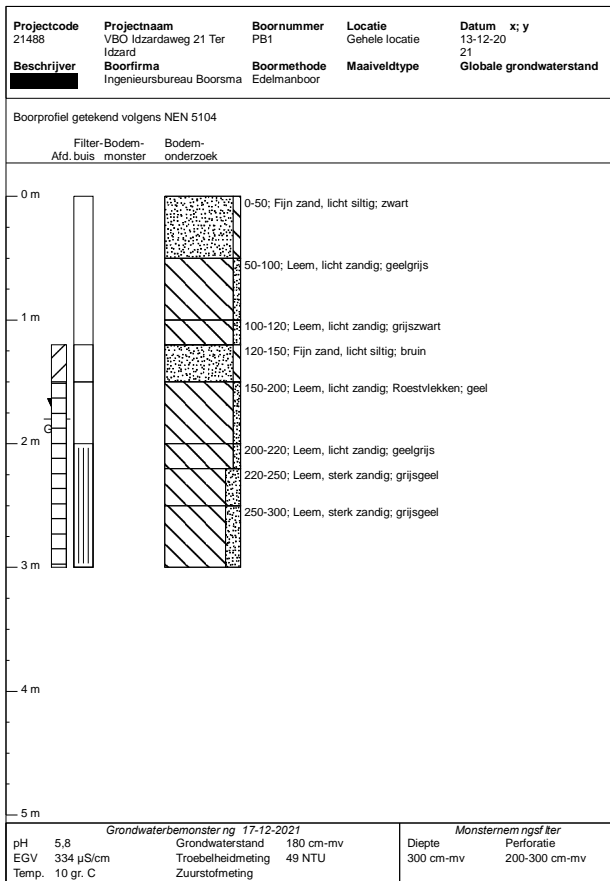 Projectcode Projectnaam Boornummer Locatie Datum x; y
21488 VBO Idzardaweg 21 Ter PB1 Gehele locatie 13-12-20
Idzard 21
Beschrijver Boorfirma Boormethode Maaiveldtype Globale grondwaterstand
Ingenieursbureau Boorsma Edelmanboor
Boorprofiel getekend volgens NEN 5104
Filter- Bodem- Bodem-
Afd. buis monster onderzoek
0 m
0-50; Fijn zand, licht siltig; zwart
50-100; Leem, licht zandig; geelgrijs
1 m
100-120; Leem, licht zandig; grijszwart
120-150; Fijn zand, licht siltig; bruin
150-200; Leem, licht zandig; Roestvlekken; geel
G
2 m
200-220; Leem, licht zandig; geelgrijs
220-250; Leem, sterk zandig; grijsgeel
250-300; Leem, sterk zandig; grijsgeel
3 m
4 m
5 m
Grondwaterbemonster ng 17-12-2021 Monsternem ngsf lter
pH 5,8 Grondwaterstand 180 cm-mv Diepte Perforatie
EGV 334 µS/cm Troebelheidmeting 49 NTU 300 cm-mv 200-300 cm-mv
Temp. 10 gr. C Zuurstofmeting